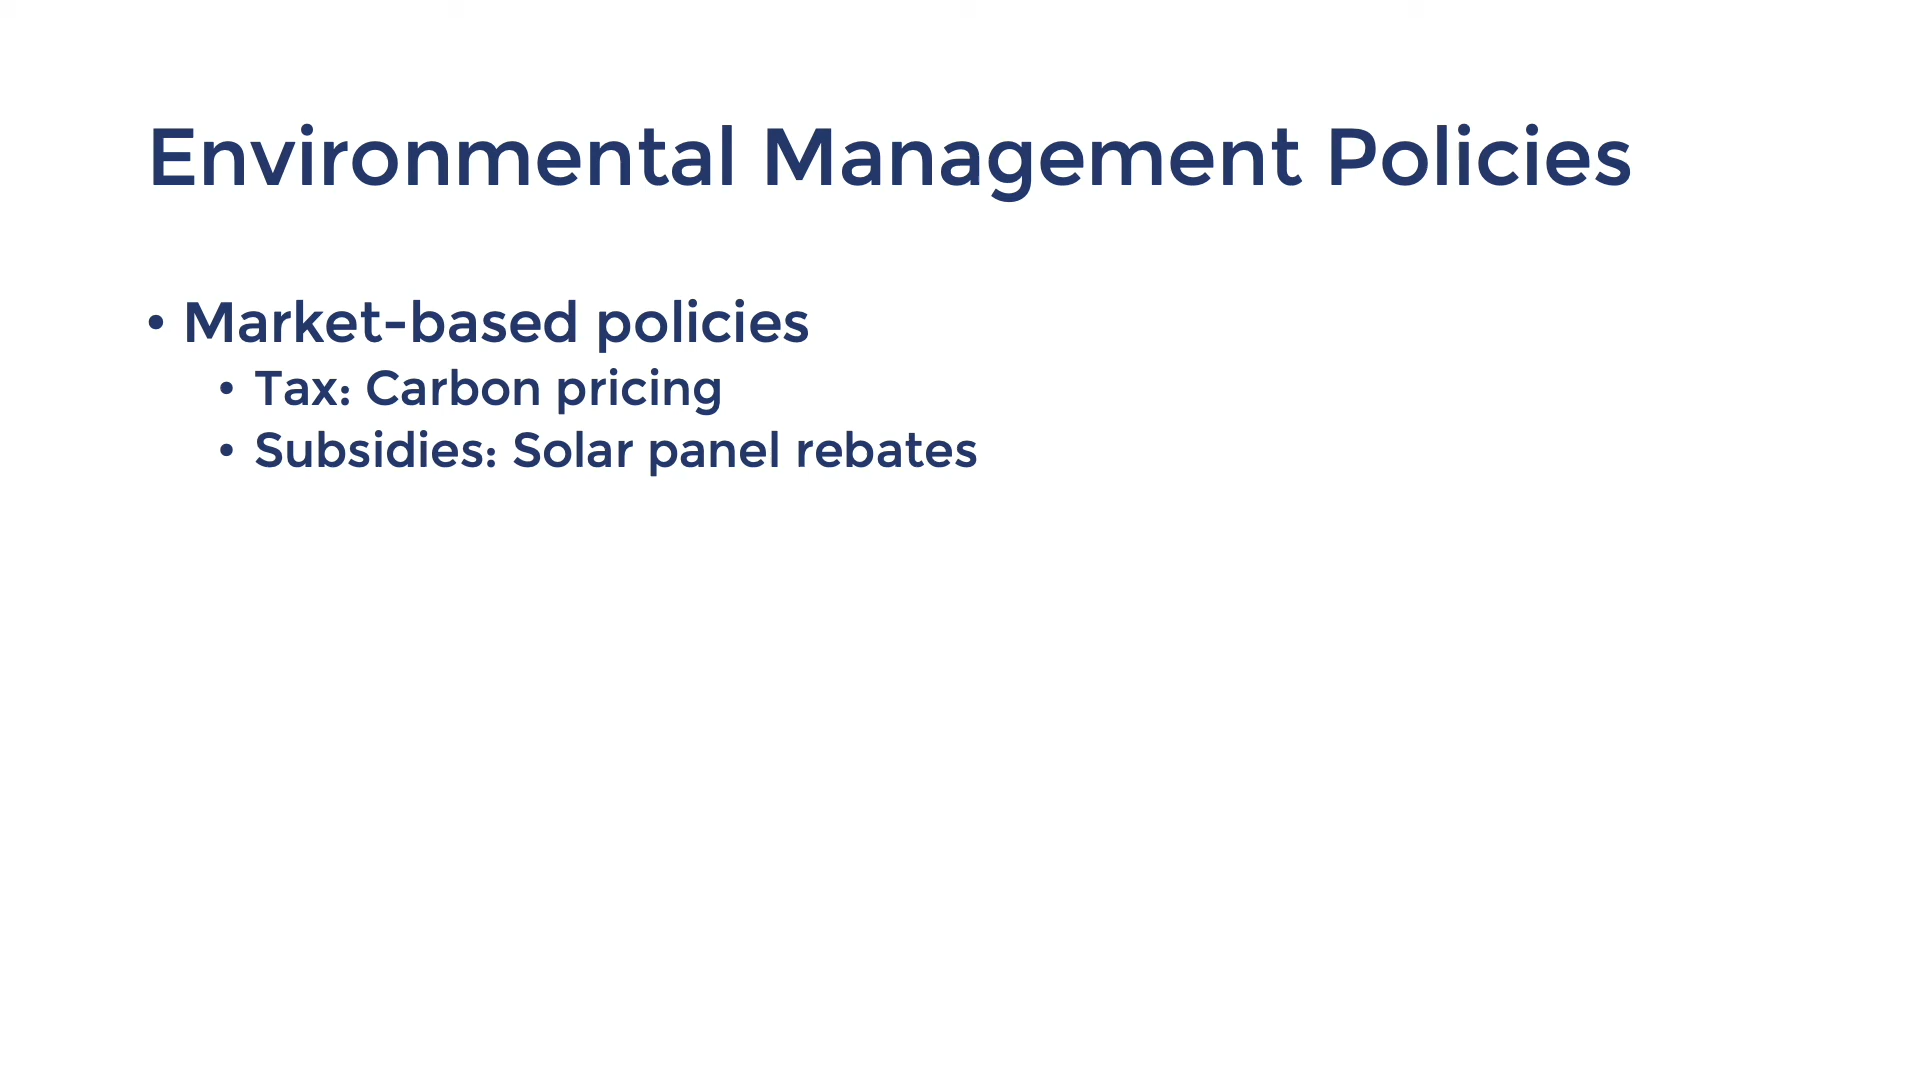 Environmental Management Policies
• Market-based policies
• Tax: Carbon pricing
• Subsidies: Solar panel rebates